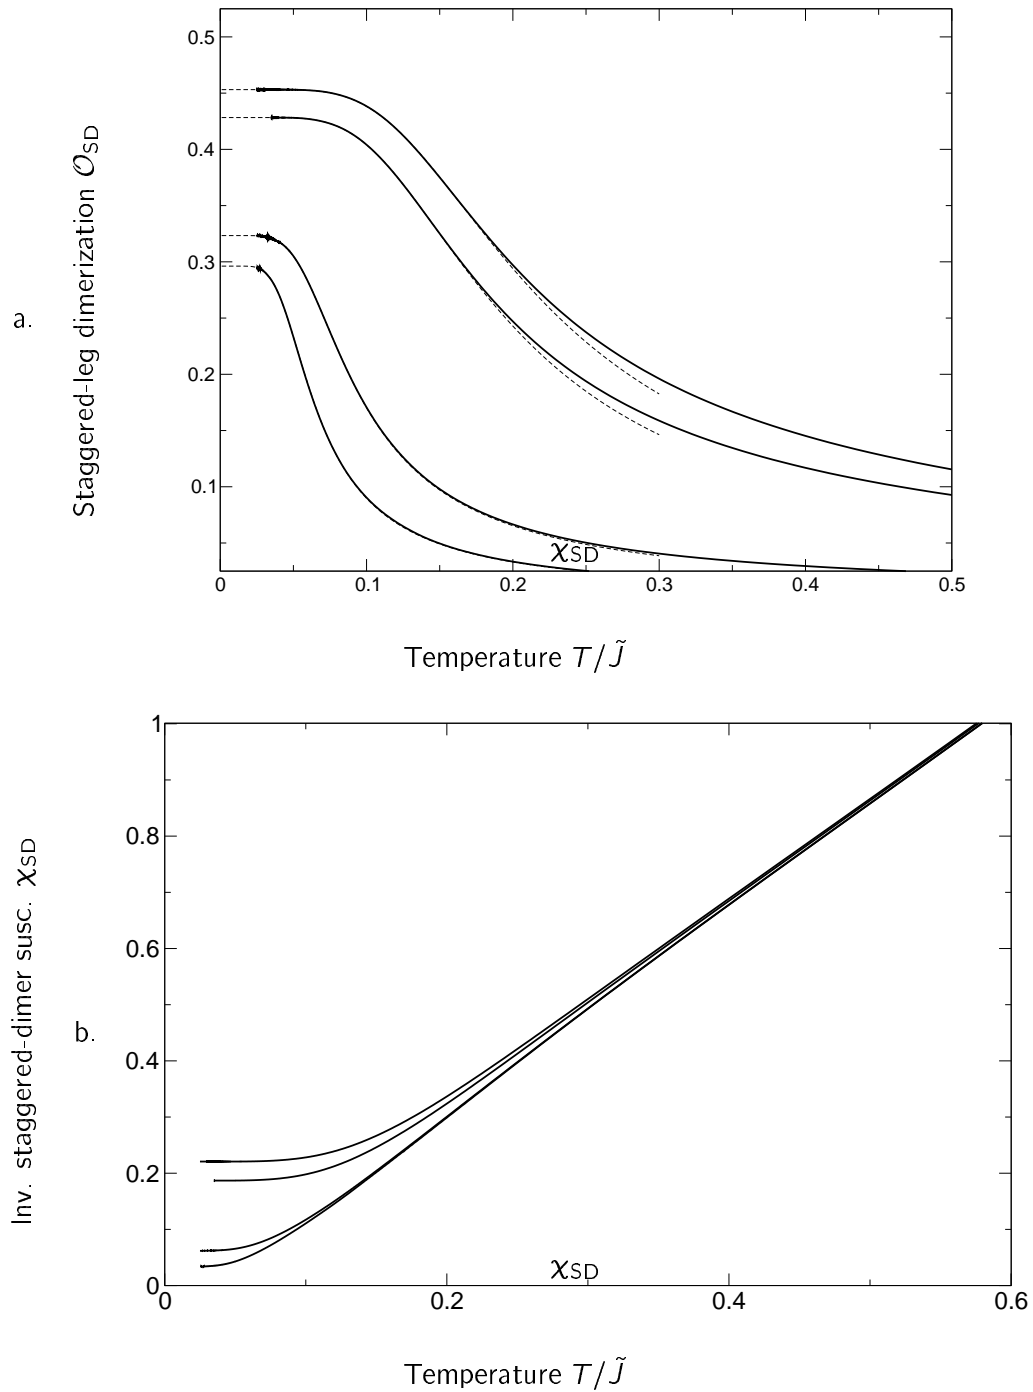 0.5
0.4
0.3
0.2
0.1
Staggered-leg dimerization 𝒪SD
a.
χSD
0 0.1 0.2 0.3 0.4 0.5
Temperature T/J̃
1
0.8
0.6
0.4
0.2
0
Inv. staggered-dimer susc. χSD
b.
χSD
0 0.2 0.4 0.6
Temperature T/J̃